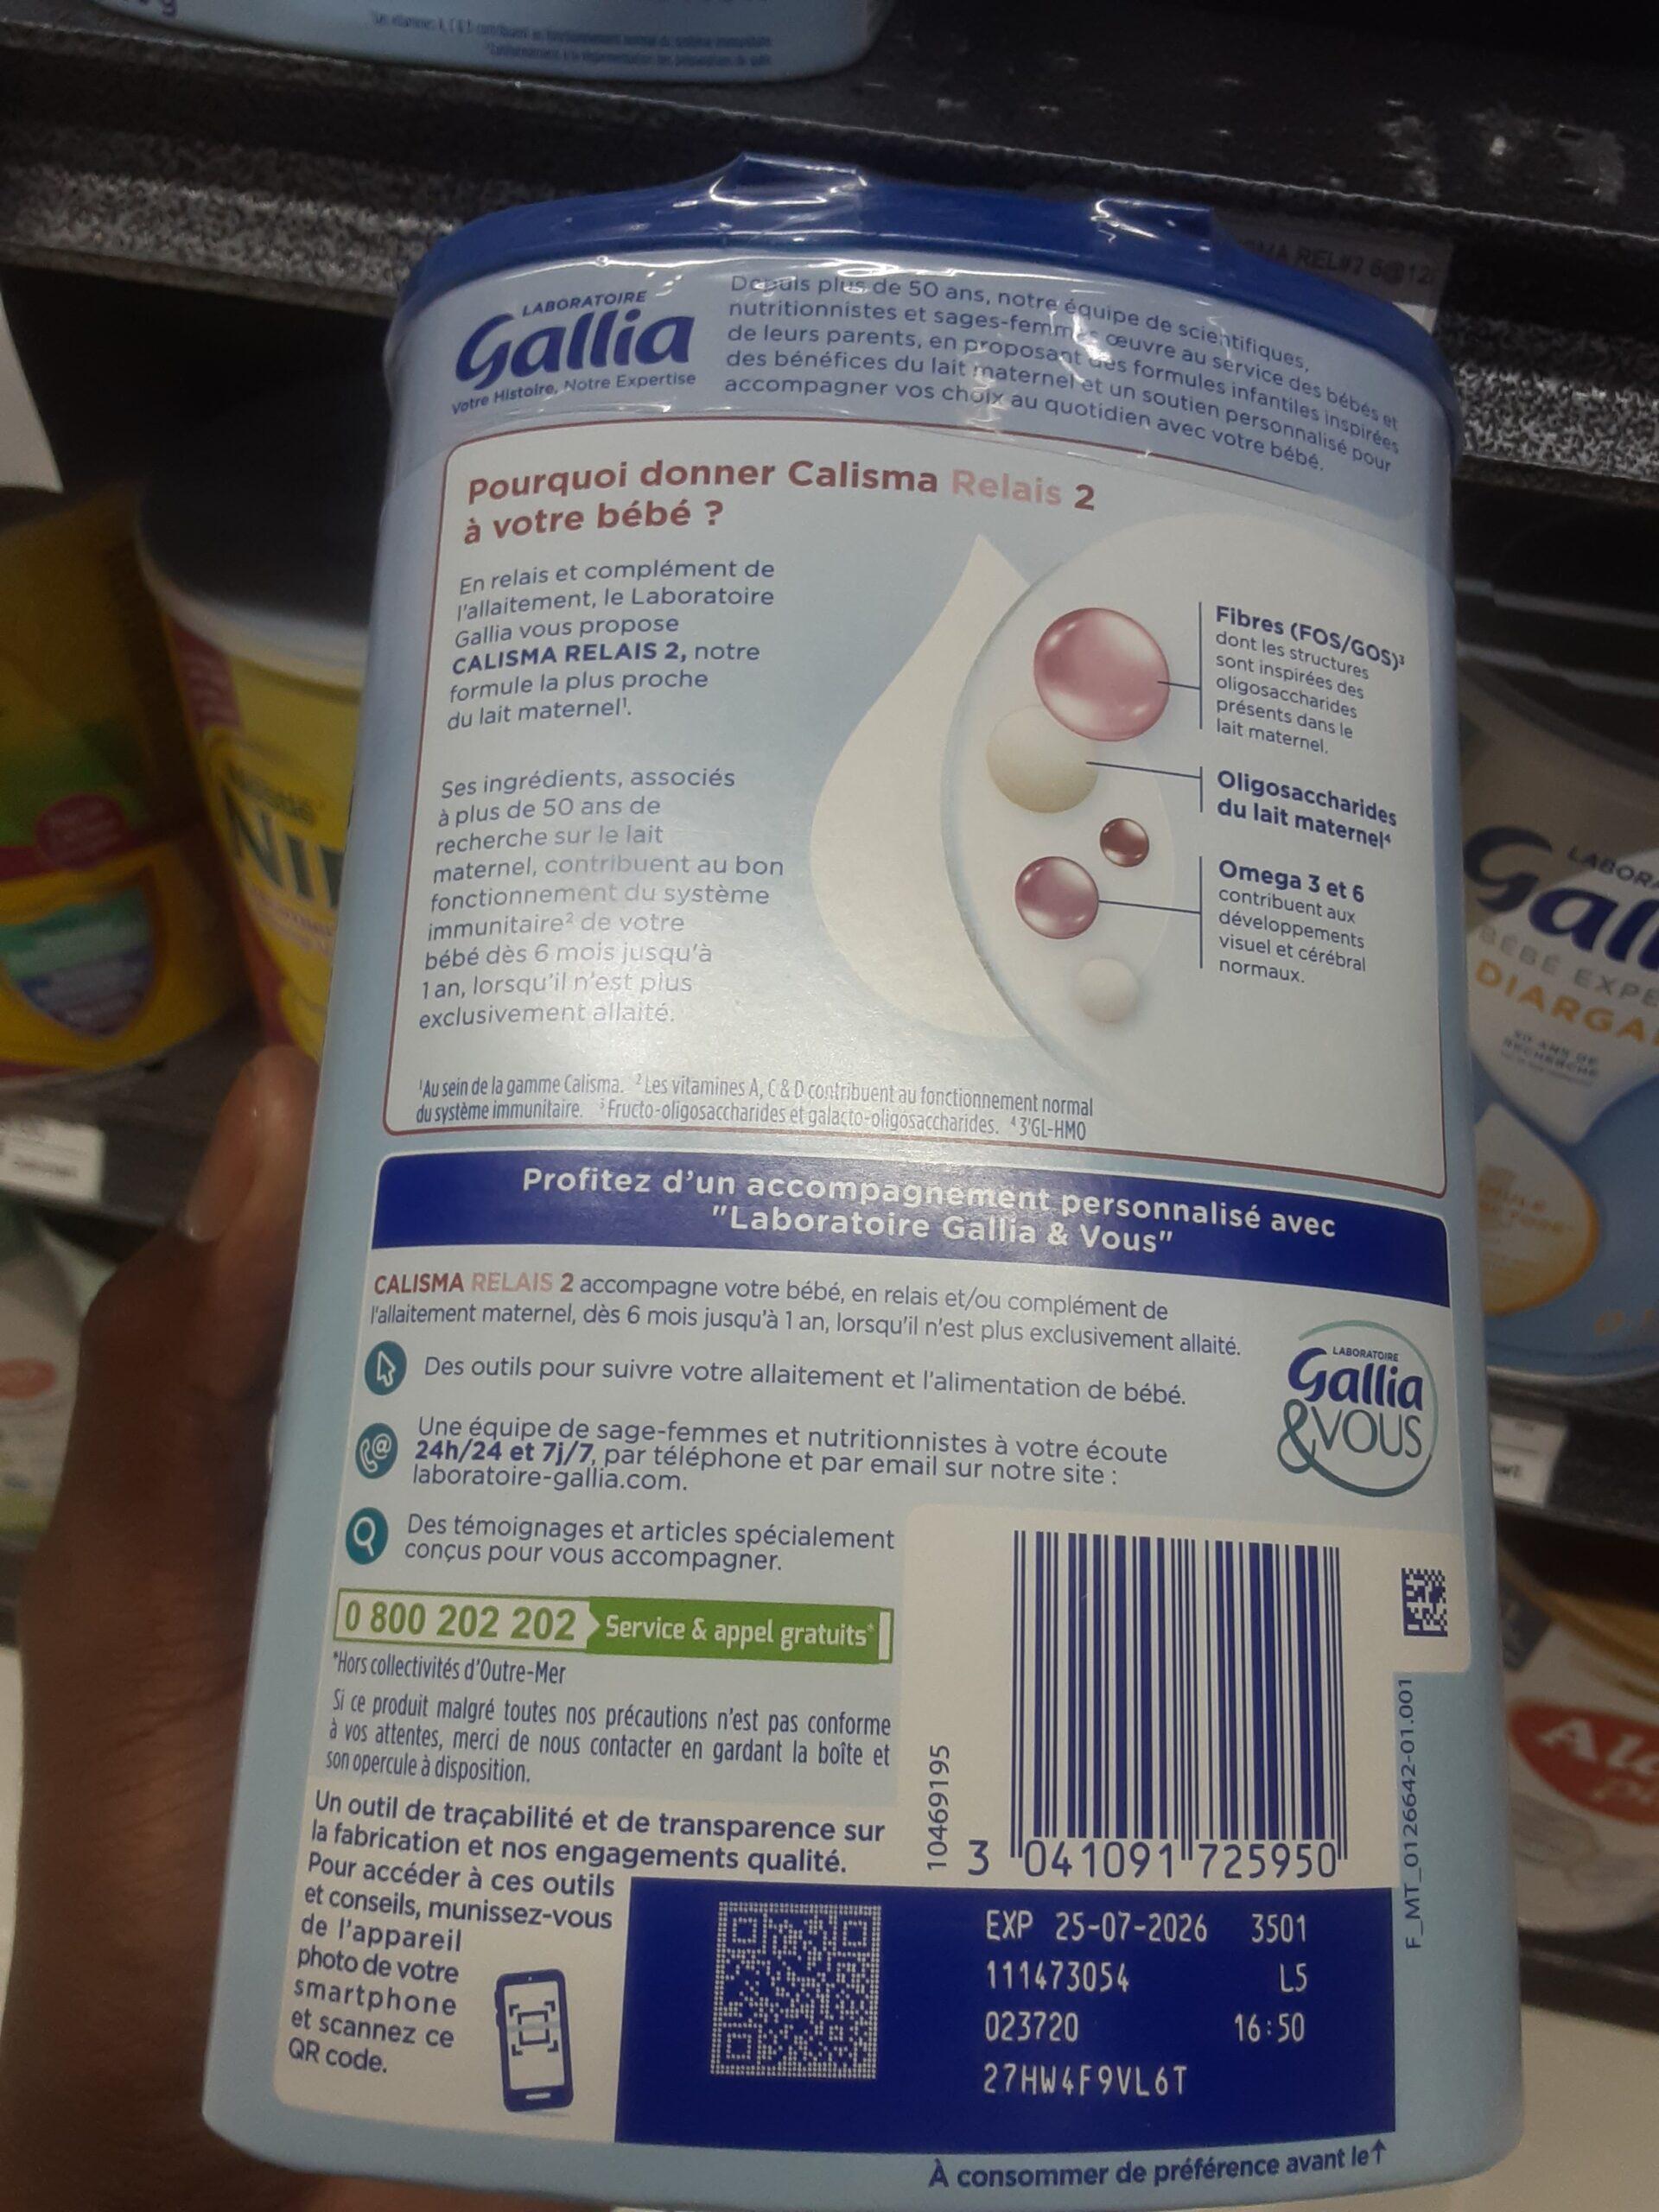 LABORATOIRE
Gallia
Votre Histoire, Notre Expertise
Depuis plus de 50 ans, notre équipe de scientifiques,
nutritionnistes et sages-femmes œuvre au service des bébés et
de leurs parents, en proposant des formules infantiles inspirées
des bénéfices du lait maternel et un soutien personnalisé pour
accompagner vos choix au quotidien avec votre bébé.
Pourquoi donner Calisma Relais 2
à votre bébé ?
En relais et complément de
l'allaitement, le Laboratoire
Gallia vous propose
CALISMA RELAIS 2, notre
formule la plus proche
du lait maternel¹.
Ses ingrédients, associés
à plus de 50 ans de
recherche sur le lait
maternel, contribuent au bon
fonctionnement du système
immunitaire² de votre
bébé dès 6 mois jusqu'à
1 an, lorsqu'il n'est plus
exclusivement allaité.
Fibres (FOS/GOS)³
dont les structures
sont inspirées des
oligosaccharides
présents dans le
lait maternel.
Oligosaccharides
du lait maternel⁴
Omega 3 et 6
contribuent aux
développements
visuel et cérébral
normaux.
¹Au sein de la gamme Calisma. ²Les vitamines A, C & D contribuent au fonctionnement normal
du système immunitaire. ³Fructo-oligosaccharides et galacto-oligosaccharides. ⁴3'GL-HMO
Profitez d'un accompagnement personnalisé avec
"Laboratoire Gallia & Vous"
CALISMA RELAIS 2 accompagne votre bébé, en relais et/ou complément de
l'allaitement maternel, dès 6 mois jusqu'à 1 an, lorsqu'il n'est plus exclusivement allaité.
Des outils pour suivre votre allaitement et l'alimentation de bébé.
Une équipe de sage-femmes et nutritionnistes à votre écoute
24h/24 et 7j/7, par téléphone et par email sur notre site :
laboratoire-gallia.com.
Des témoignages et articles spécialement
conçus pour vous accompagner.
LABORATOIRE
Gallia
&VOUS
0 800 202 202 Service & appel gratuits*
*Hors collectivités d'Outre-Mer
Si ce produit malgré toutes nos précautions n'est pas conforme
à vos attentes, merci de nous contacter en gardant la boîte et
son opercule à disposition.
Un outil de traçabilité et de transparence sur
la fabrication et nos engagements qualité.
Pour accéder à ces outils
et conseils, munissez-vous
de l'appareil
photo de votre
smartphone
et scannez ce
QR code.
10469195
3 041091 725950
F_MT_0126642-01.001
EXP 25-07-2026 3501
111473054 L5
023720 16:50
27HW4F9VL6T
À consommer de préférence avant le↑
LABOR
Gall
BÉBÉ EXPE
DIARGA
50 ANS DE
RECHERCHE
NI